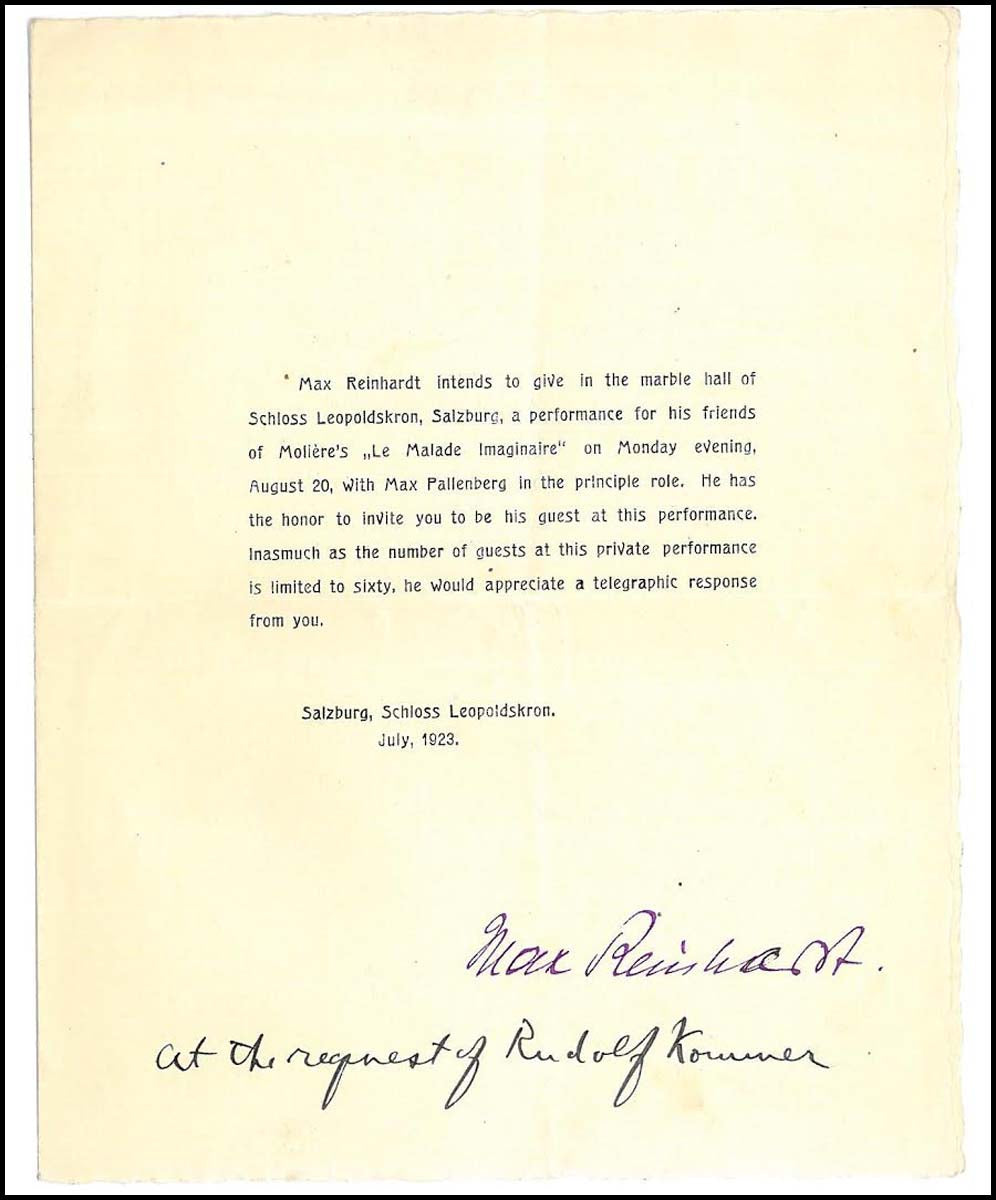 Max Reinhardt intends to give in the marble hall of
Schloss Leopoldskron, Salzburg, a performance for his friends
of Molière's „Le Malade Imaginaire“ on Monday evening,
August 20, with Max Pallenberg in the principle role. He has
the honor to invite you to be his guest at this performance.
Inasmuch as the number of guests at this private performance
is limited to sixty, he would appreciate a telegraphic response
from you.
Salzburg, Schloss Leopoldskron.
July, 1923.
Max Reinhardt.
at the request of Rudolf Kommer